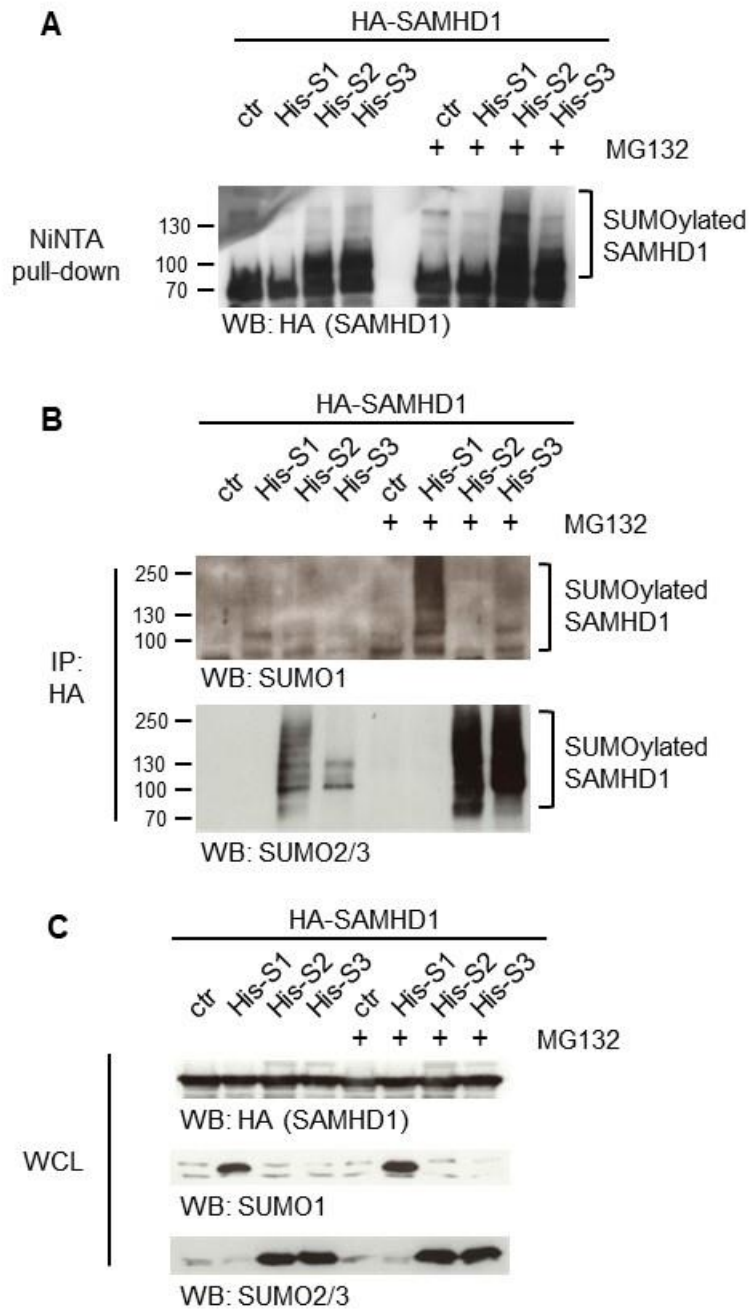 A
HA-SAMHD1
ctr His-S1 His-S2 His-S3 ctr His-S1 His-S2 His-S3
+ + + + MG132
NiNTA
pull-down
130
100
70
SUMOylated
SAMHD1
WB: HA (SAMHD1)
B
HA-SAMHD1
ctr His-S1 His-S2 His-S3 ctr His-S1 His-S2 His-S3
+ + + + MG132
IP:
HA
250
130
100
SUMOylated
SAMHD1
WB: SUMO1
250
130
100
70
SUMOylated
SAMHD1
WB: SUMO2/3
C
HA-SAMHD1
ctr His-S1 His-S2 His-S3 ctr His-S1 His-S2 His-S3
+ + + + MG132
WCL
WB: HA (SAMHD1)
WB: SUMO1
WB: SUMO2/3